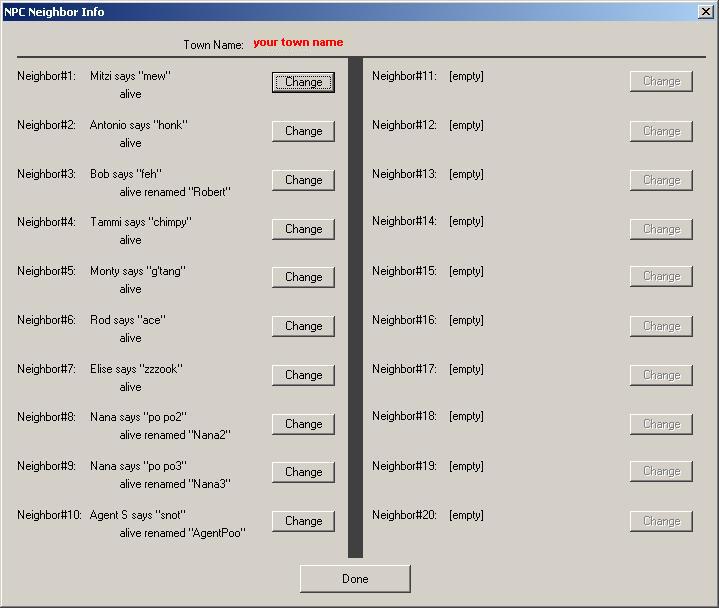 NPC Neighbor Info
Town Name: your town name
Neighbor#1: Mitzi says "mew" Change
alive
Neighbor#2: Antonio says "honk" Change
alive
Neighbor#3: Bob says "feh" Change
alive renamed "Robert"
Neighbor#4: Tammi says "chimpy" Change
alive
Neighbor#5: Monty says "g'tang" Change
alive
Neighbor#6: Rod says "ace" Change
alive
Neighbor#7: Elise says "zzzook" Change
alive
Neighbor#8: Nana says "po po2" Change
alive renamed "Nana2"
Neighbor#9: Nana says "po po3" Change
alive renamed "Nana3"
Neighbor#10: Agent S says "snot" Change
alive renamed "AgentPoo"
Neighbor#11: [empty] Change
Neighbor#12: [empty] Change
Neighbor#13: [empty] Change
Neighbor#14: [empty] Change
Neighbor#15: [empty] Change
Neighbor#16: [empty] Change
Neighbor#17: [empty] Change
Neighbor#18: [empty] Change
Neighbor#19: [empty] Change
Neighbor#20: [empty] Change
Done